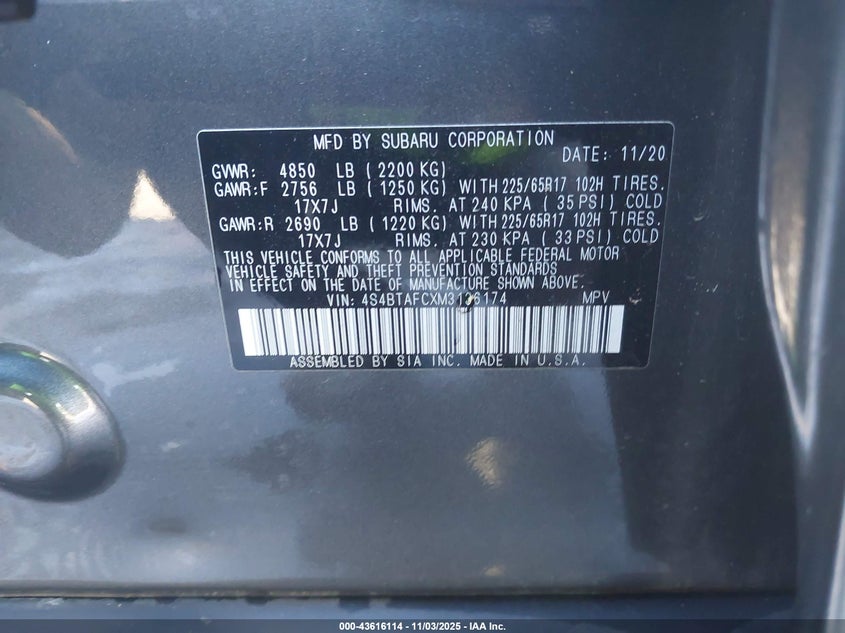 MFD BY SUBARU CORPORATION
DATE: 11/20
GVWR: 4850 LB (2200 KG)
GAWR:F 2756 LB (1250 KG) WITH 225/65R17 102H TIRES.
17X7J RIMS. AT 240 KPA (35 PSI) COLD
GAWR:R 2690 LB (1220 KG) WITH 225/65R17 102H TIRES.
17X7J RIMS. AT 230 KPA (33 PSI) COLD
THIS VEHICLE CONFORMS TO ALL APPLICABLE FEDERAL MOTOR
VEHICLE SAFETY AND THEFT PREVENTION STANDARDS
IN EFFECT ON THE DATE OF MANUFACTURE SHOWN ABOVE.
VIN: MPV
ASSEMBLED BY SIA INC. MADE IN U.S.A.
000-43616114 - 11/03/2025 - IAA Inc.